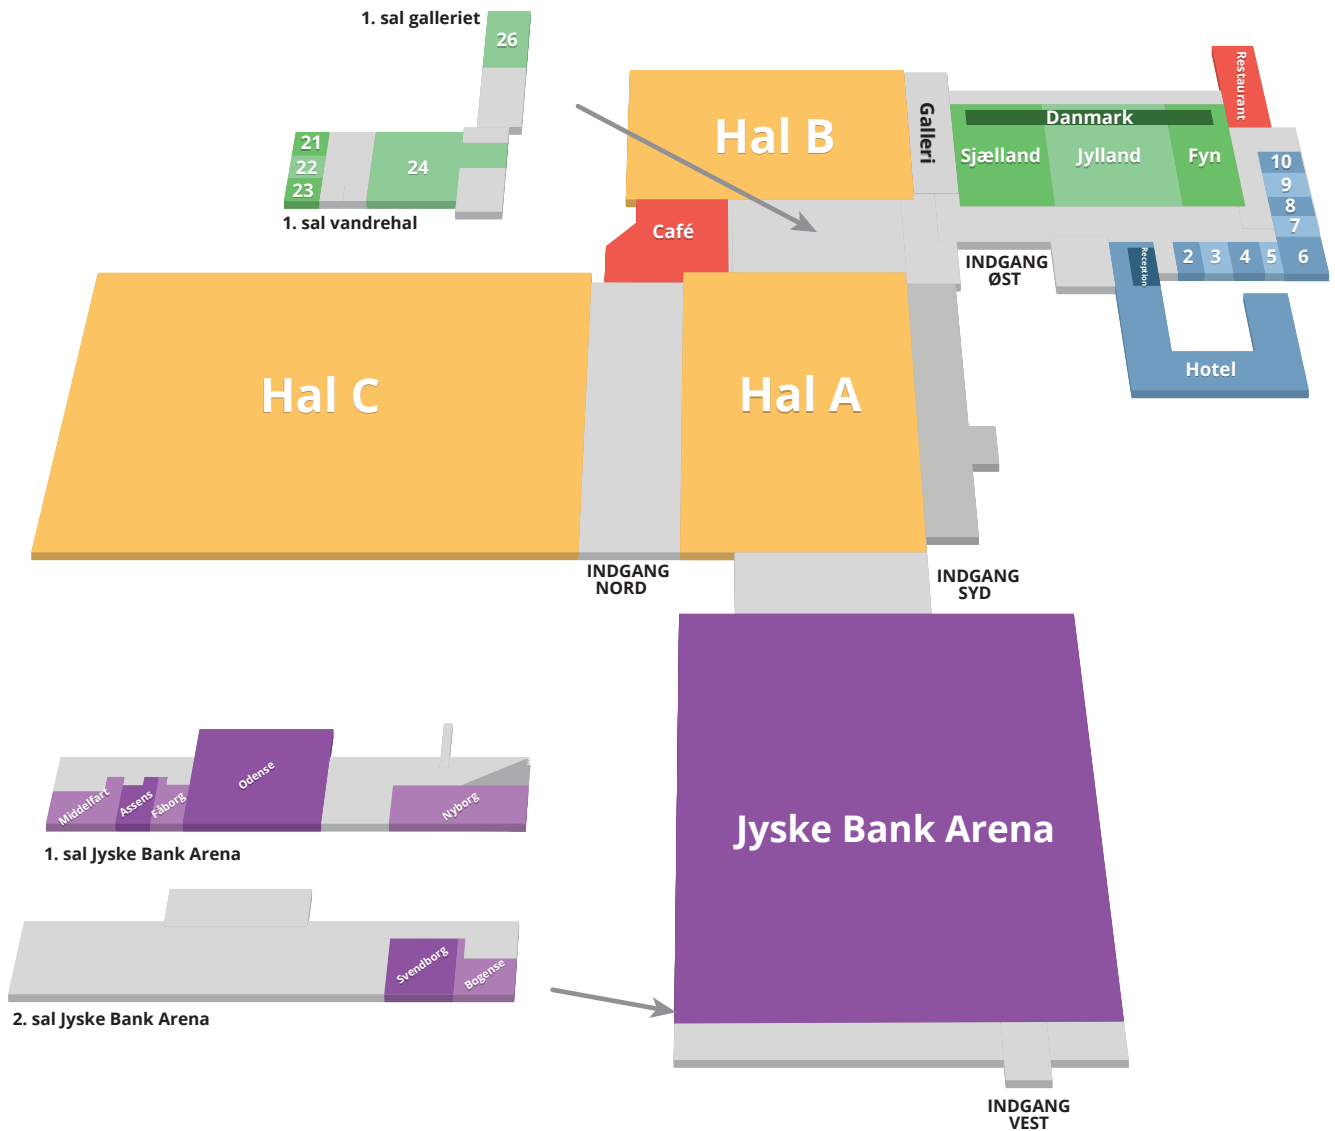 1. sal galleriet
26
21
22
23
24
1. sal vandrehal
Hal B
Galleri
Danmark
Sjælland
Jylland
Fyn
Restaurant
10
9
8
7
6
5
4
3
2
Reception
Hotel
INDGANG
ØST
Café
Hal C
Hal A
INDGANG
NORD
INDGANG
SYD
Jyske Bank Arena
INDGANG
VEST
Middelfart
Assens
Fåborg
Odense
Nyborg
1. sal Jyske Bank Arena
Svendborg
Bogense
2. sal Jyske Bank Arena